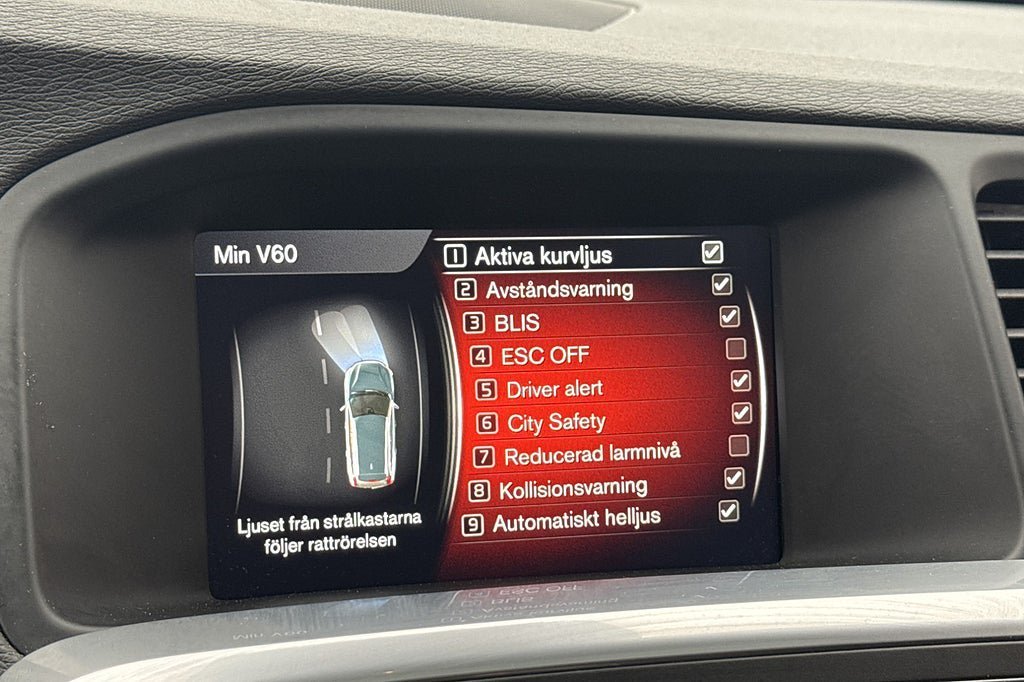 Min V60
1 Aktiva kurvljus
2 Avståndsvarning
3 BLIS
4 ESC OFF
5 Driver alert
6 City Safety
7 Reducerad larmnivå
8 Kollisionsvarning
9 Automatiskt helljus
Ljuset från strålkastarna
följer rattrörelsen